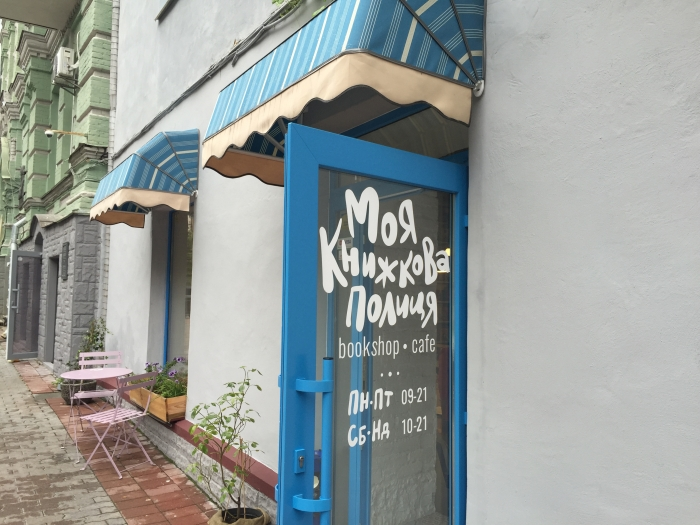 Моя
Книжкова
Полиця
bookshop • cafe
...
Пн-Пт 09-21
Сб-Нд 10-21